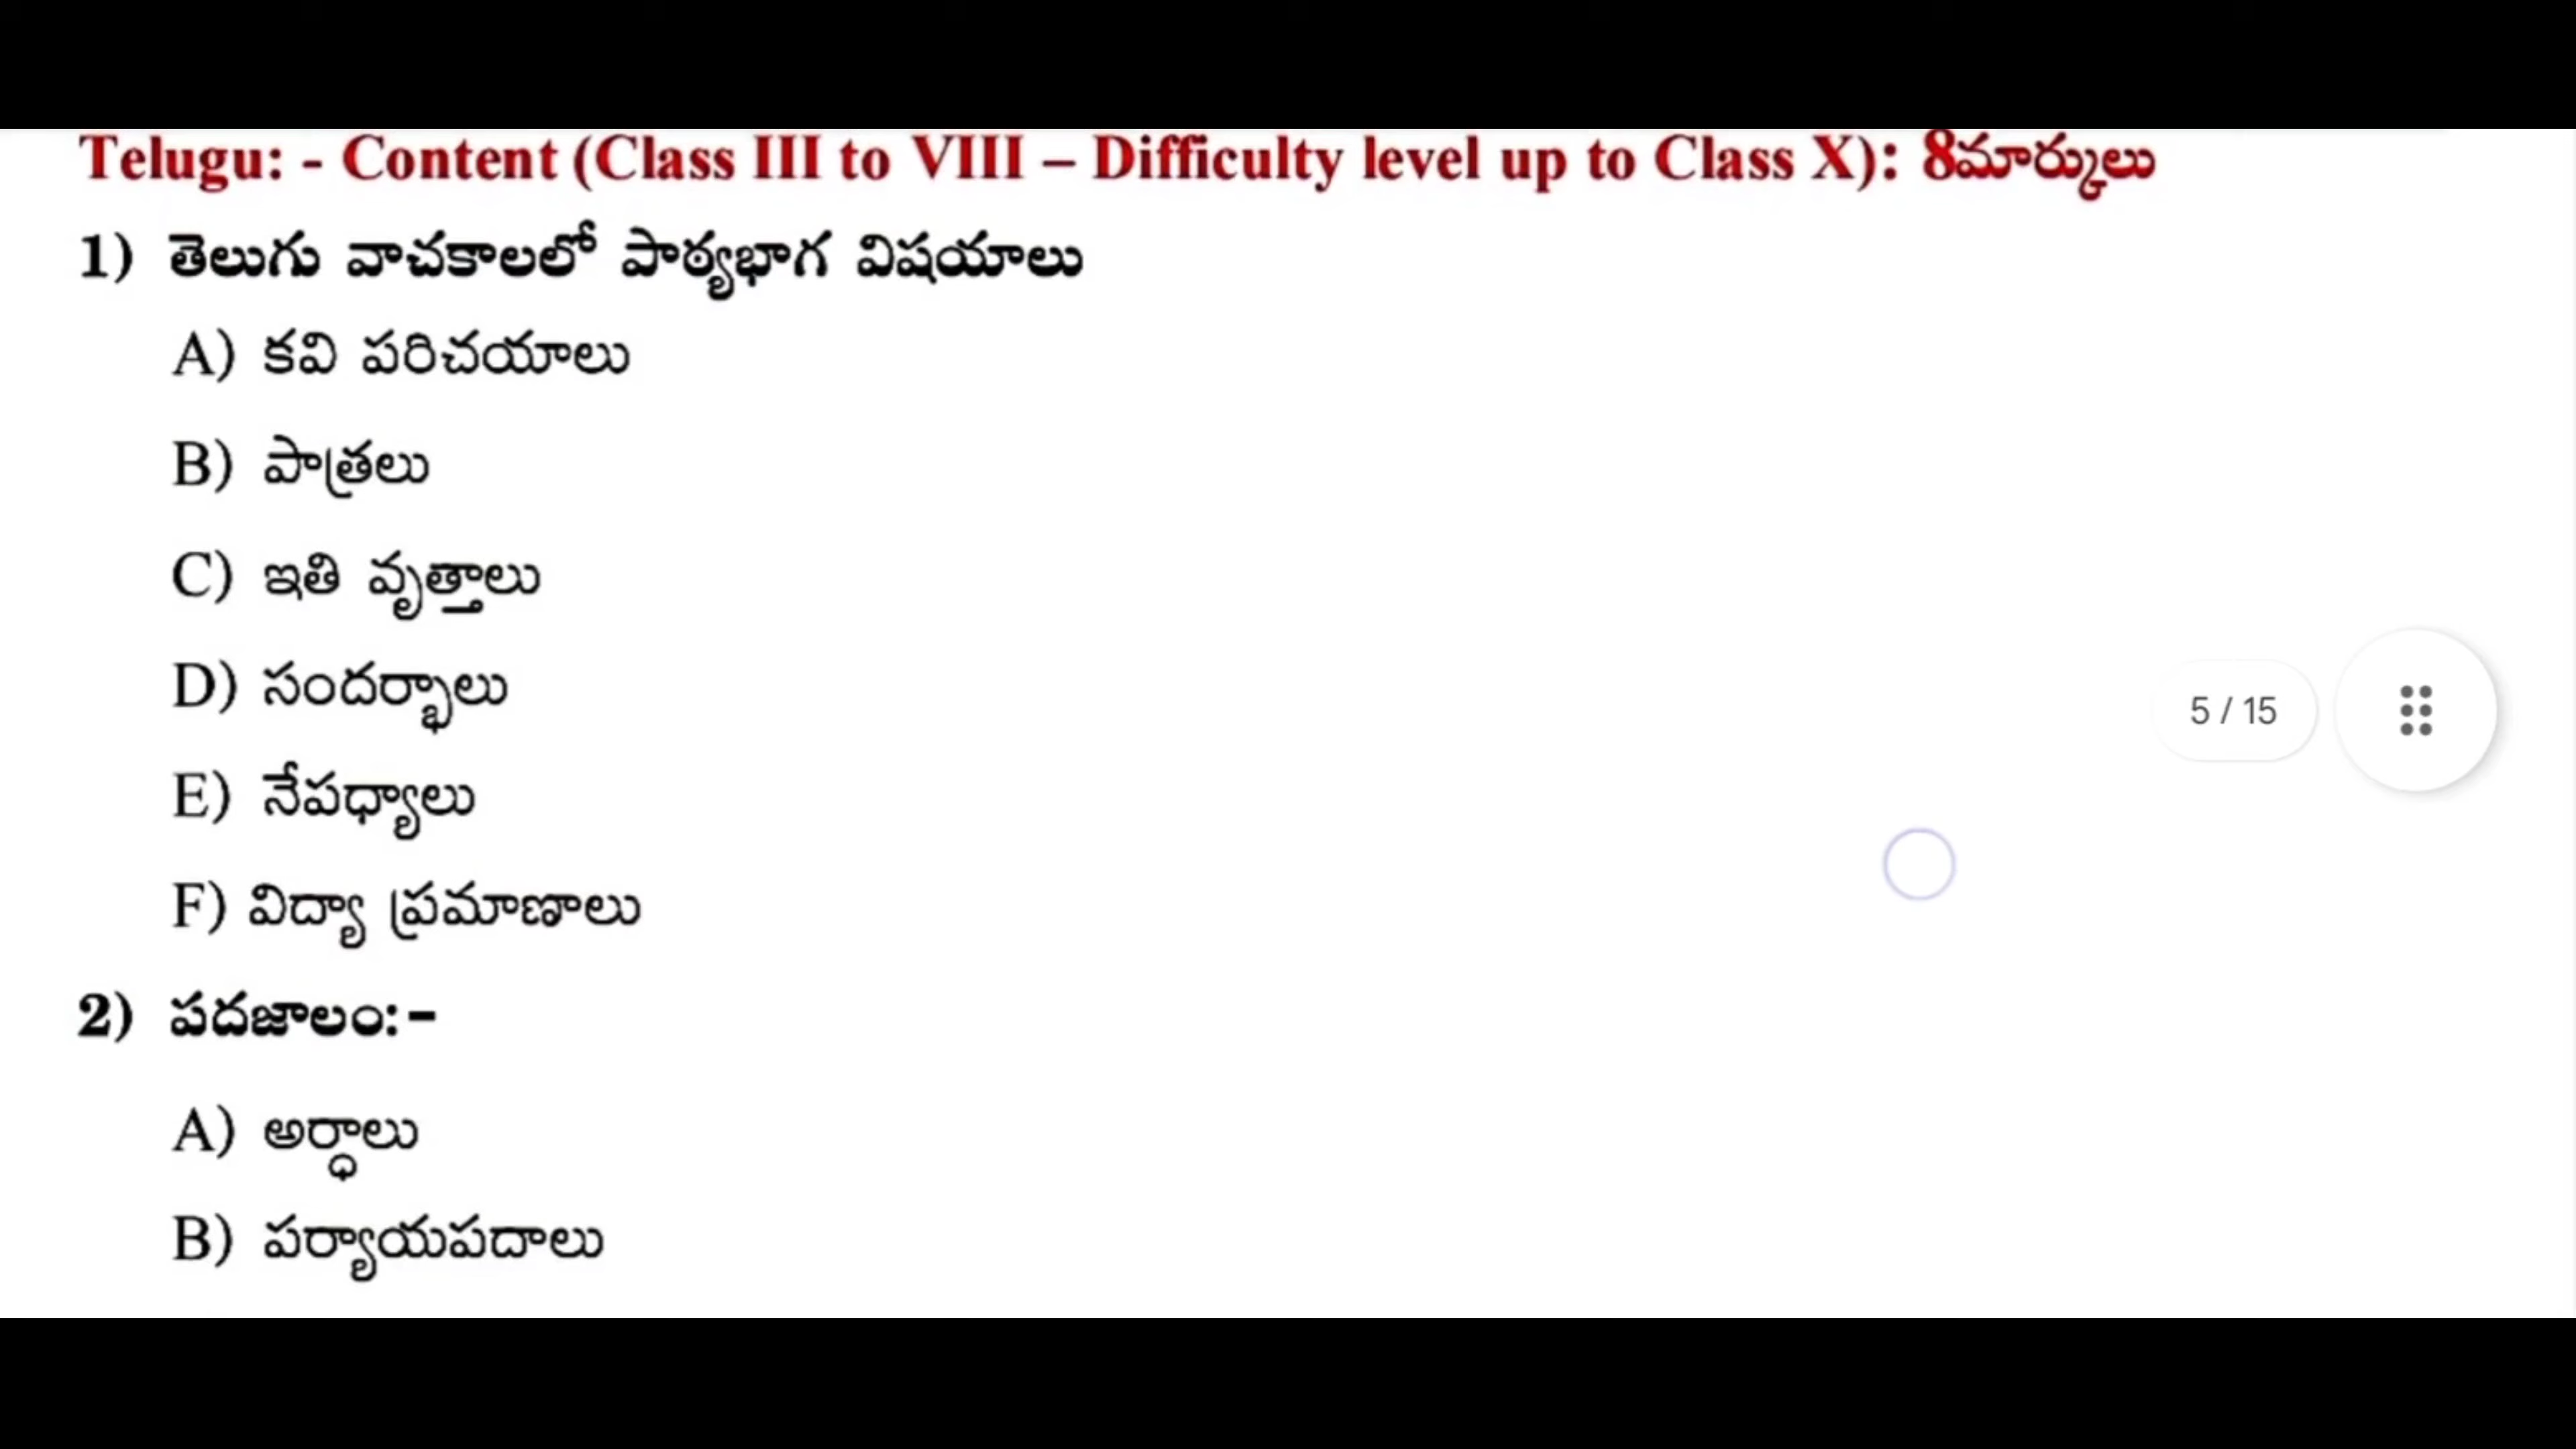 Telugu: - Content (Class III to VIII – Difficulty level up to Class X): 8మార్కులు
1) తెలుగు వాచకాలలో పాఠ్యభాగ విషయాలు
A) కవి పరిచయాలు
B) పాత్రలు
C) ఇతి వృత్తాలు
D) సందర్భాలు
5 / 15
E) నేపధ్యాలు
F) విద్యా ప్రమాణాలు
2) పదజాలం:-
A) అర్ధాలు
B) పర్యాయపదాలు